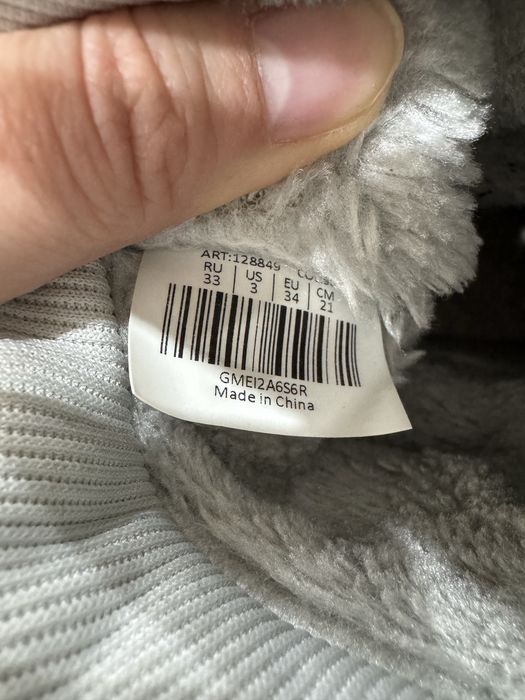 ART:128849
RU US EU CM
33 3 34 21
GMEI2A6S6R
Made in China